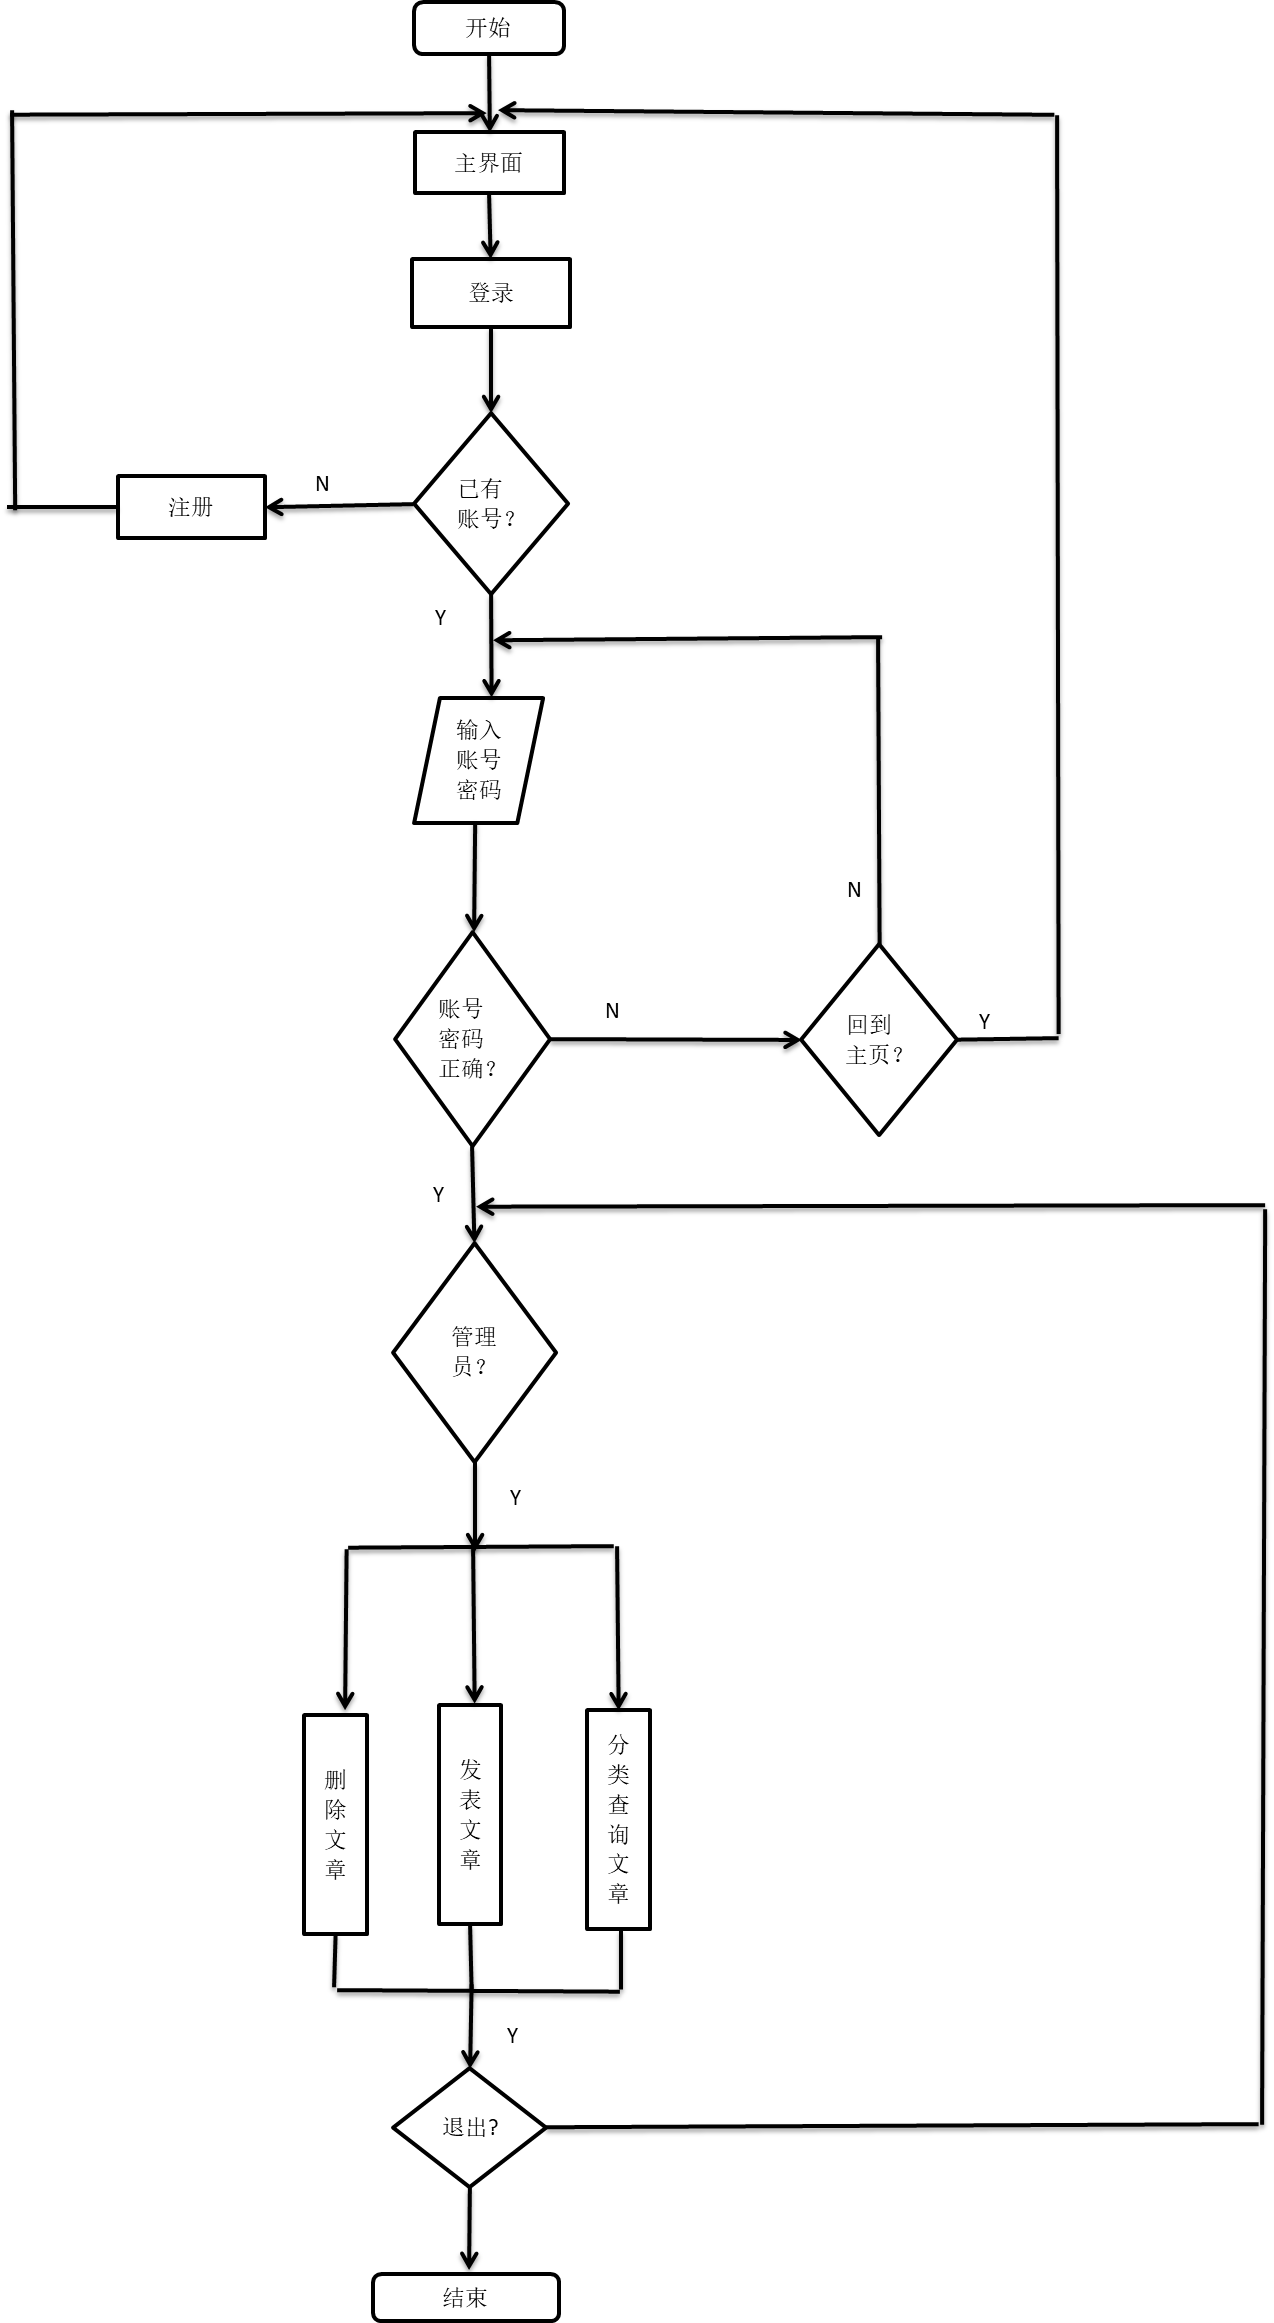 开始
主界面
登录
已有
账号?
N
注册
Y
输入
账号
密码
N
账号
密码
正确?
N
回到
主页?
Y
Y
管理
员?
Y
删
除
文
章
发
表
文
章
分
类
查
询
文
章
Y
退出?
结束